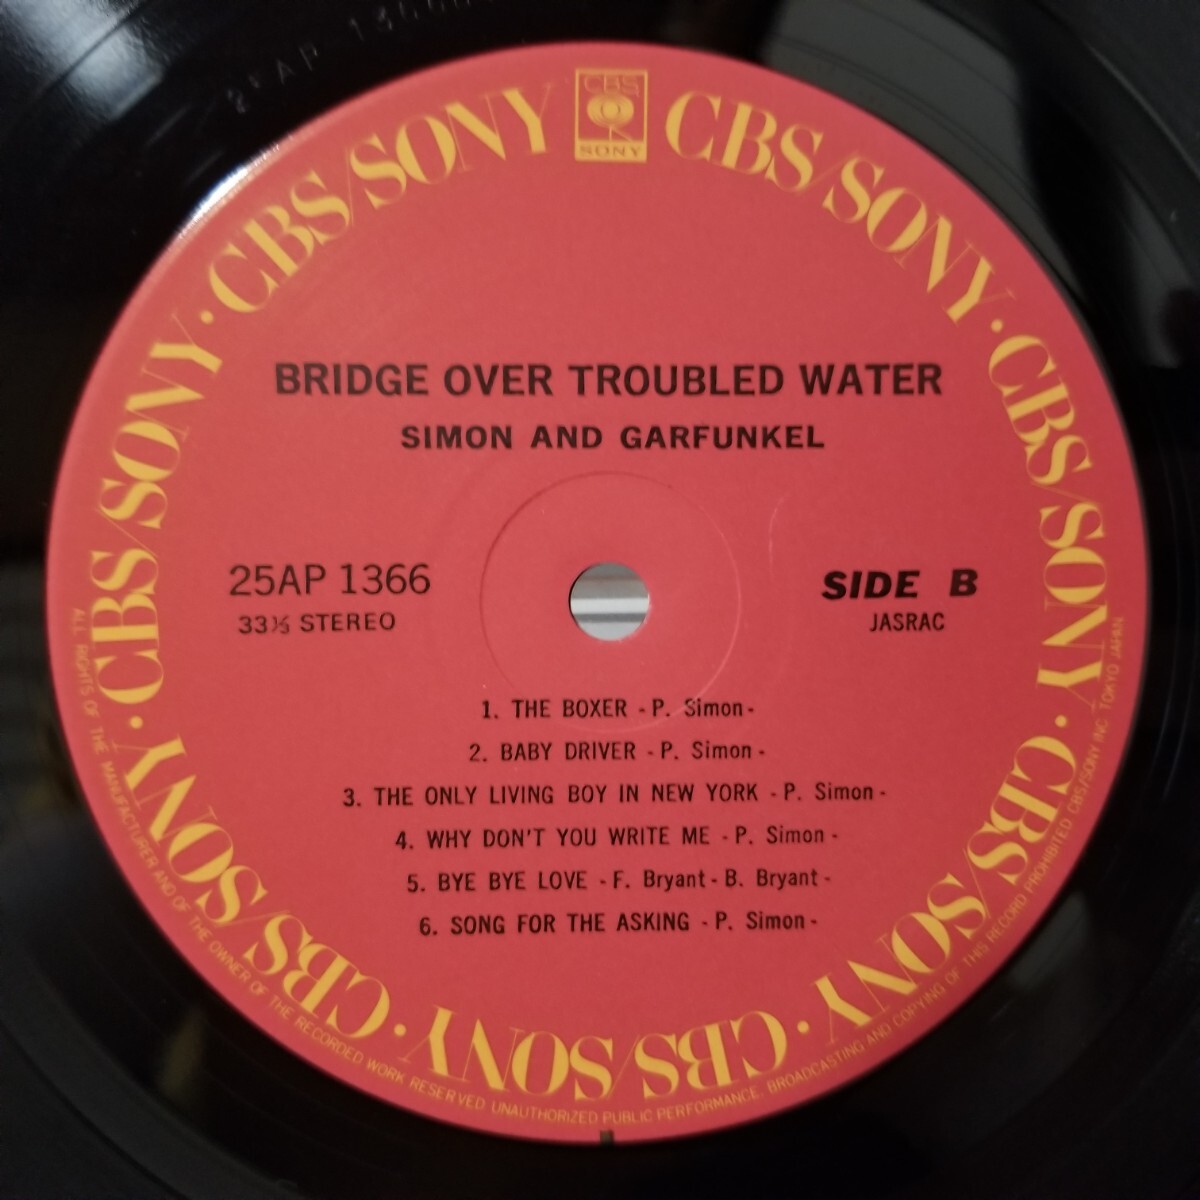 CBS
SONY
CBS/SONY · CBS/SONY · CBS/SONY · CBS/SONY · CBS/SONY · CBS/SONY · CBS/SONY
BRIDGE OVER TROUBLED WATER
SIMON AND GARFUNKEL
25AP 1366
33⅓ STEREO
SIDE B
JASRAC
1. THE BOXER - P. Simon -
2. BABY DRIVER - P. Simon -
3. THE ONLY LIVING BOY IN NEW YORK - P. Simon -
4. WHY DON'T YOU WRITE ME - P. Simon -
5. BYE BYE LOVE - F. Bryant - B. Bryant -
6. SONG FOR THE ASKING - P. Simon -
ALL RIGHTS OF THE MANUFACTURER AND OF THE OWNER OF THE RECORDED WORK RESERVED UNAUTHORIZED PUBLIC PERFORMANCE. BROADCASTING AND COPYING OF THIS RECORD PROHIBITED CBS/SONY INC TOKYO JAPAN